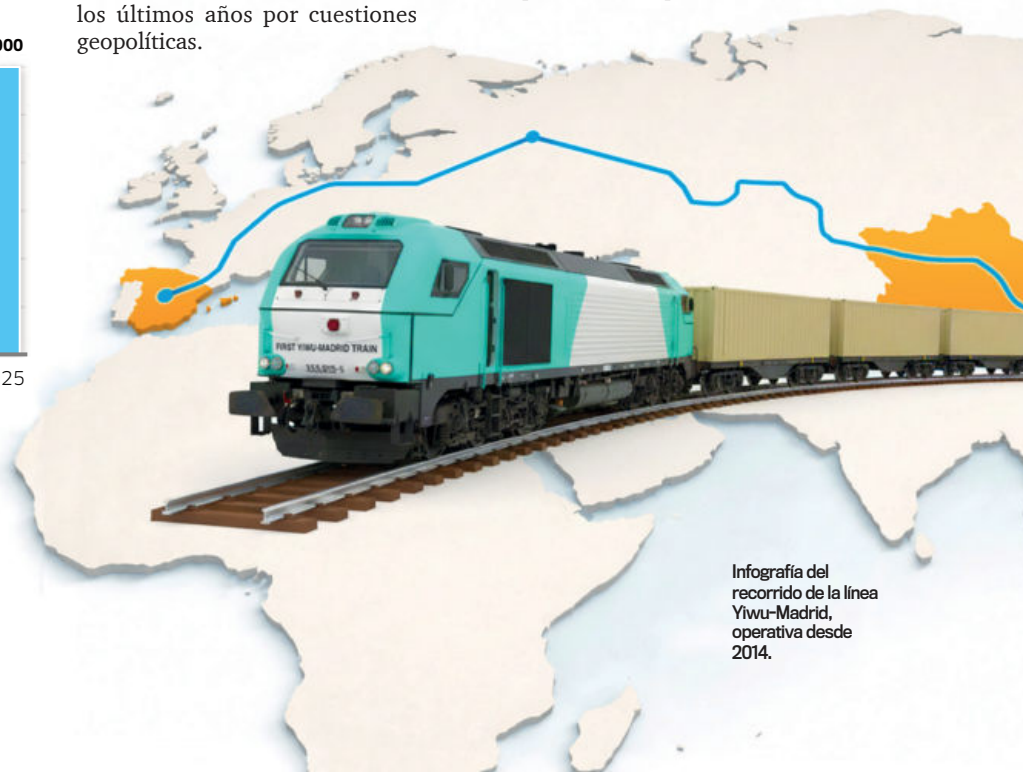 los últimos años por cuestiones
geopolíticas.
000
25
FIRST YIWU-MADRID TRAIN
Infografía del
recorrido de la línea
Yiwu-Madrid,
operativa desde
2014.